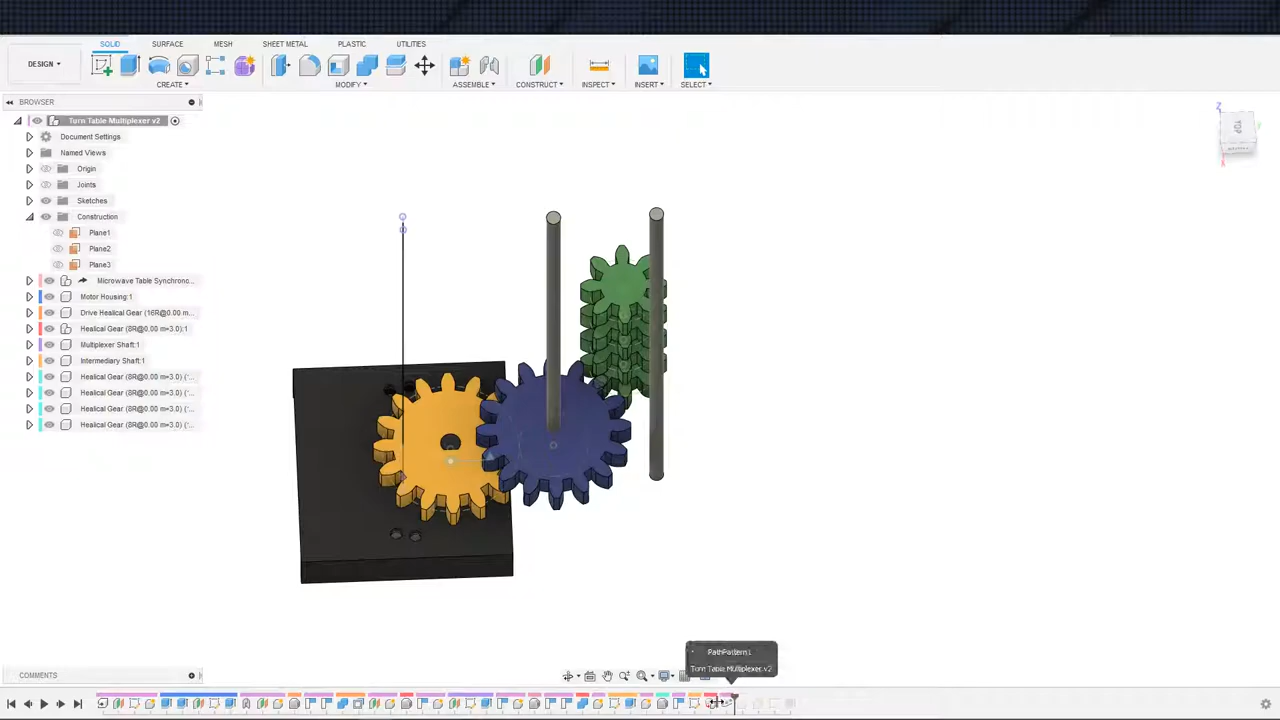 SOLID SURFACE MESH SHEET METAL PLASTIC UTILITIES
DESIGN
CREATE MODIFY ASSEMBLE CONSTRUCT INSPECT INSERT SELECT
BROWSER
Turn Table Multiplexer v2
Document Settings
Named Views
Origin
Joints
Sketches
Construction
Plane1
Plane2
Plane3
Microwave Table Synchronc...
Motor Housing:1
Drive Healical Gear (16R@0.00 m...
Healical Gear (8R@0.00 m=3.0):1
Multiplexer Shaft:1
Intermediary Shaft:1
Healical Gear (8R@0.00 m=3.0) (...
Healical Gear (8R@0.00 m=3.0) (...
Healical Gear (8R@0.00 m=3.0) (...
Healical Gear (8R@0.00 m=3.0) (...
Z
TOP
X
PathPattern1
Turn Table Multiplexer v2
COMMENTS